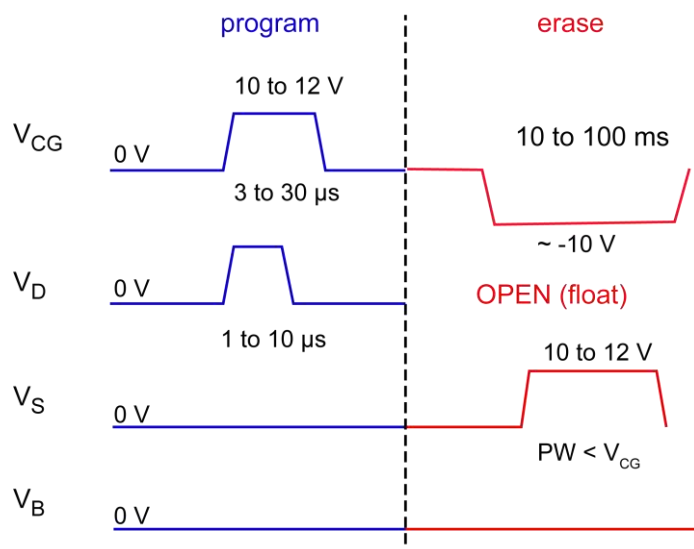 program
erase
10 to 12 V
V_CG
0 V
10 to 100 ms
3 to 30 µs
~ -10 V
V_D
0 V
OPEN (float)
1 to 10 µs
10 to 12 V
V_S
0 V
PW < V_CG
V_B
0 V